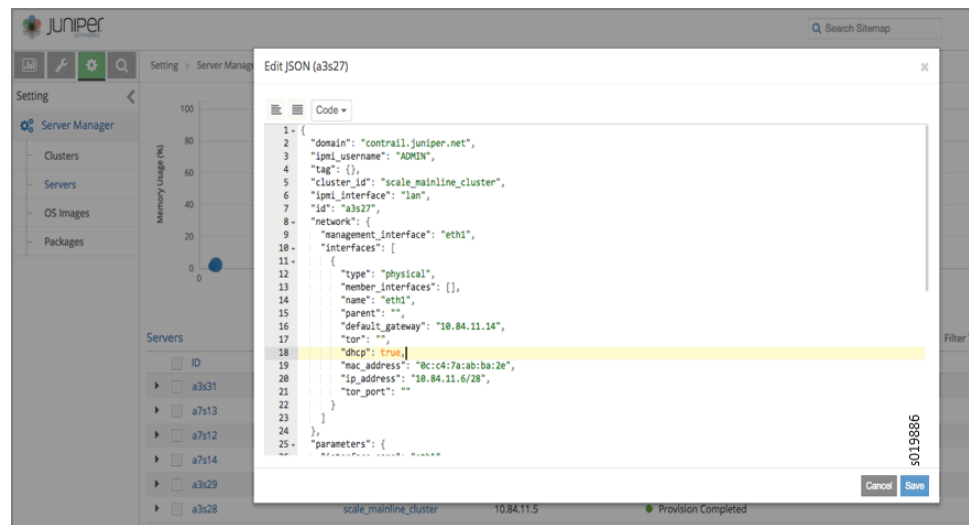 JUNIPER
NETWORKS
Search Sitemap
Setting > Server Manage
Edit JSON (a3s27)
×
Setting
Server Manager
Clusters
Servers
OS Images
Packages
Memory Usage (%)
100
80
60
40
20
0
0
Code
1 {
2 "domain": "contrail.juniper.net",
3 "ipmi_username": "ADMIN",
4 "tag": {},
5 "cluster_id": "scale_mainline_cluster",
6 "ipmi_interface": "lan",
7 "id": "a3s27",
8 "network": {
9 "management_interface": "eth1",
10 "interfaces": [
11 {
12 "type": "physical",
13 "member_interfaces": [],
14 "name": "eth1",
15 "parent": "",
16 "default_gateway": "10.84.11.14",
17 "tor": "",
18 "dhcp": true,
19 "mac_address": "0c:c4:7a:ab:ba:2e",
20 "ip_address": "10.84.11.6/28",
21 "tor_port": ""
22 }
23 ]
24 },
25 "parameters": {
Cancel
Save
s019886
Servers
Filter
ID
a3s31
a7s13
a7s12
a7s14
a3s29
a3s28 scale_mainline_cluster 10.84.11.5 Provision Completed